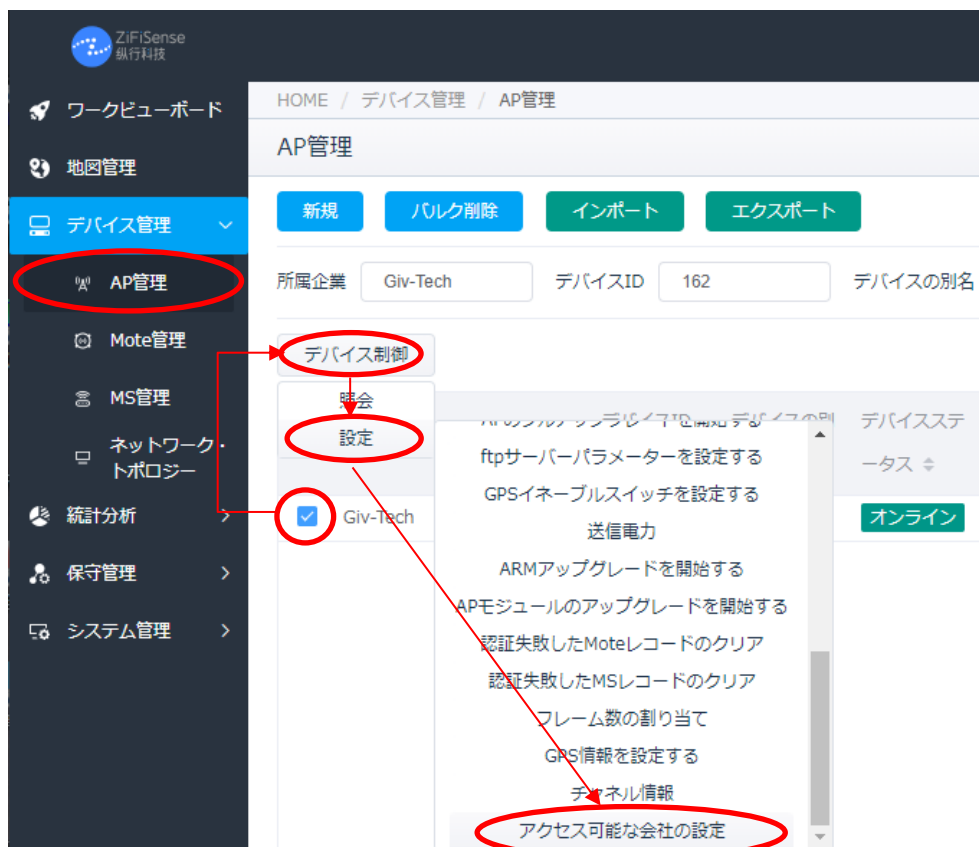 ZiFiSense
纵行科技
ワークビューボード
地図管理
デバイス管理
AP管理
Mote管理
MS管理
ネットワーク・
トポロジー
統計分析
保守管理
システム管理
HOME / デバイス管理 / AP管理
AP管理
新規 バルク削除 インポート エクスポート
所属企業 Giv-Tech デバイスID 162 デバイスの別名
デバイス制御
照会
設定
デバイスID デバイスの別
デバイスステ
ータス
Giv-Tech
オンライン
ftpサーバーパラメーターを設定する
GPSイネーブルスイッチを設定する
送信電力
ARMアップグレードを開始する
APモジュールのアップグレードを開始する
認証失敗したMoteレコードのクリア
認証失敗したMSレコードのクリア
フレーム数の割り当て
GPS情報を設定する
チャネル情報
アクセス可能な会社の設定